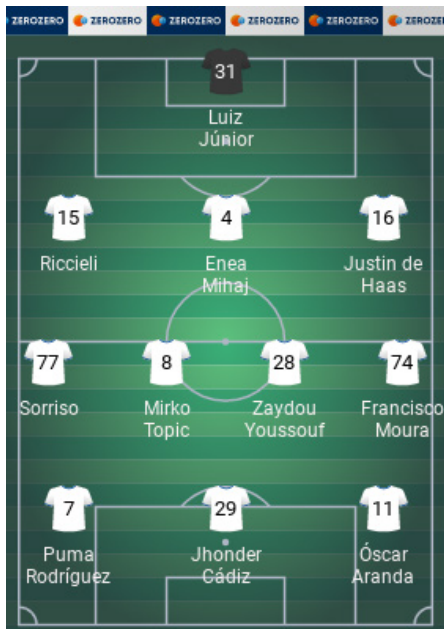 ZEROZERO ZEROZERO ZEROZERO ZEROZERO ZEROZERO ZEROZE
31
Luiz
Júnior
15 4 16
Riccieli Enea Justin de
Mihaj Haas
77 8 28 74
Sorriso Mirko Zaydou Francisco
Topic Youssouf Moura
7 29 11
Puma Jhonder Óscar
Rodríguez Cádiz Aranda